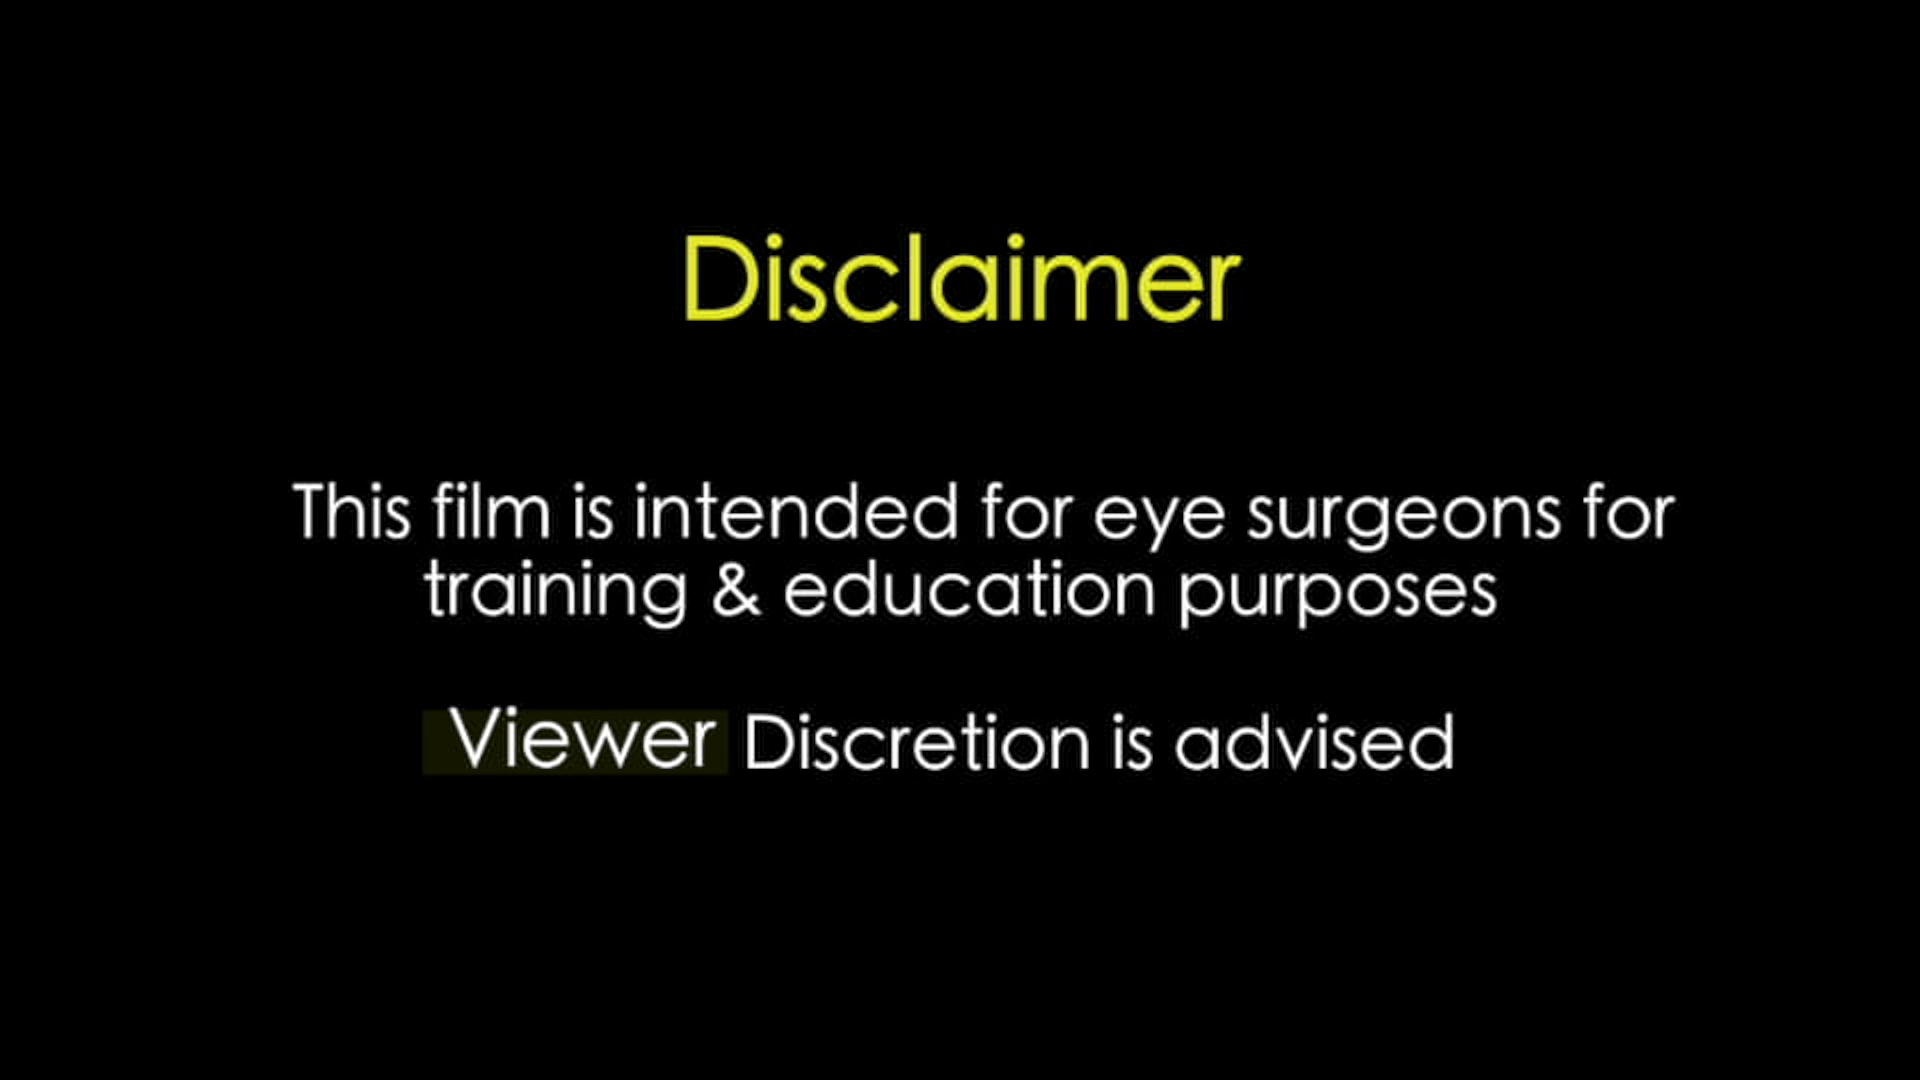 Disclaimer
This film is intended for eye surgeons for
training & education purposes
Viewer Discretion is advised